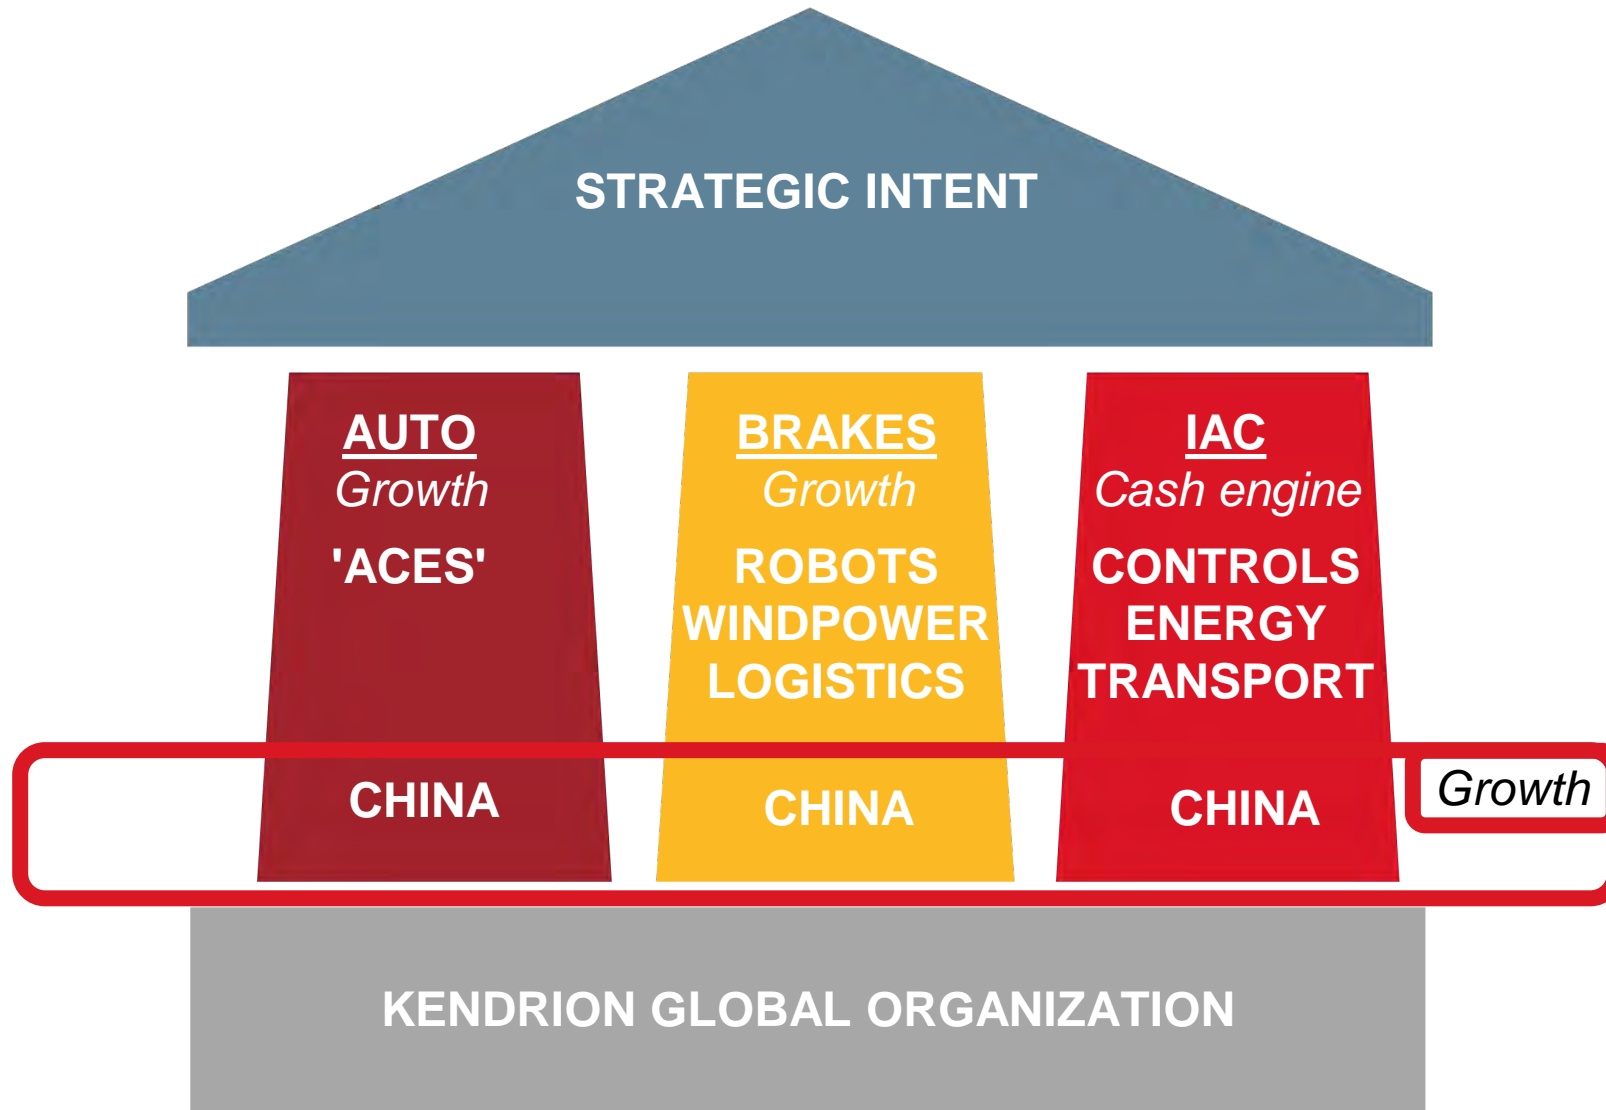 STRATEGIC INTENT
AUTO
Growth
'ACES'
BRAKES
Growth
ROBOTS
WINDPOWER
LOGISTICS
IAC
Cash engine
CONTROLS
ENERGY
TRANSPORT
CHINA
CHINA
CHINA
Growth
KENDRION GLOBAL ORGANIZATION